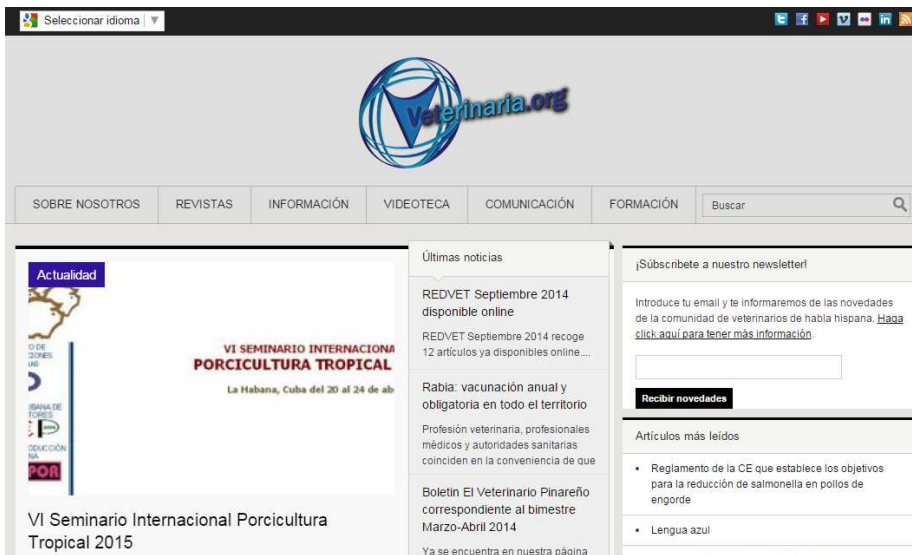 Seleccionar idioma
Veterinaria.org
SOBRE NOSOTROS
REVISTAS
INFORMACIÓN
VIDEOTECA
COMUNICACIÓN
FORMACIÓN
Buscar
Actualidad
VI SEMINARIO INTERNACIONA
PORCICULTURA TROPICAL
La Habana, Cuba del 20 al 24 de ab
VI Seminario Internacional Porcicultura
Tropical 2015
Últimas noticias
REDVET Septiembre 2014
disponible online
REDVET Septiembre 2014 recoge
12 artículos ya disponibles online....
Rabia: vacunación anual y
obligatoria en todo el territorio
Profesión veterinaria, profesionales
médicos y autoridades sanitarias
coinciden en la conveniencia de que
Boletin El Veterinario Pinareño
correspondiente al bimestre
Marzo-Abril 2014
Ya se encuentra en nuestra página
¡Súbscribete a nuestro newsletter!
Introduce tu email y te informaremos de las novedades
de la comunidad de veterinarios de habla hispana. Haga
click aquí para tener más información.
Recibir novedades
Artículos más leídos
Reglamento de la CE que establece los objetivos
para la reducción de salmonella en pollos de
engorde
Lengua azul